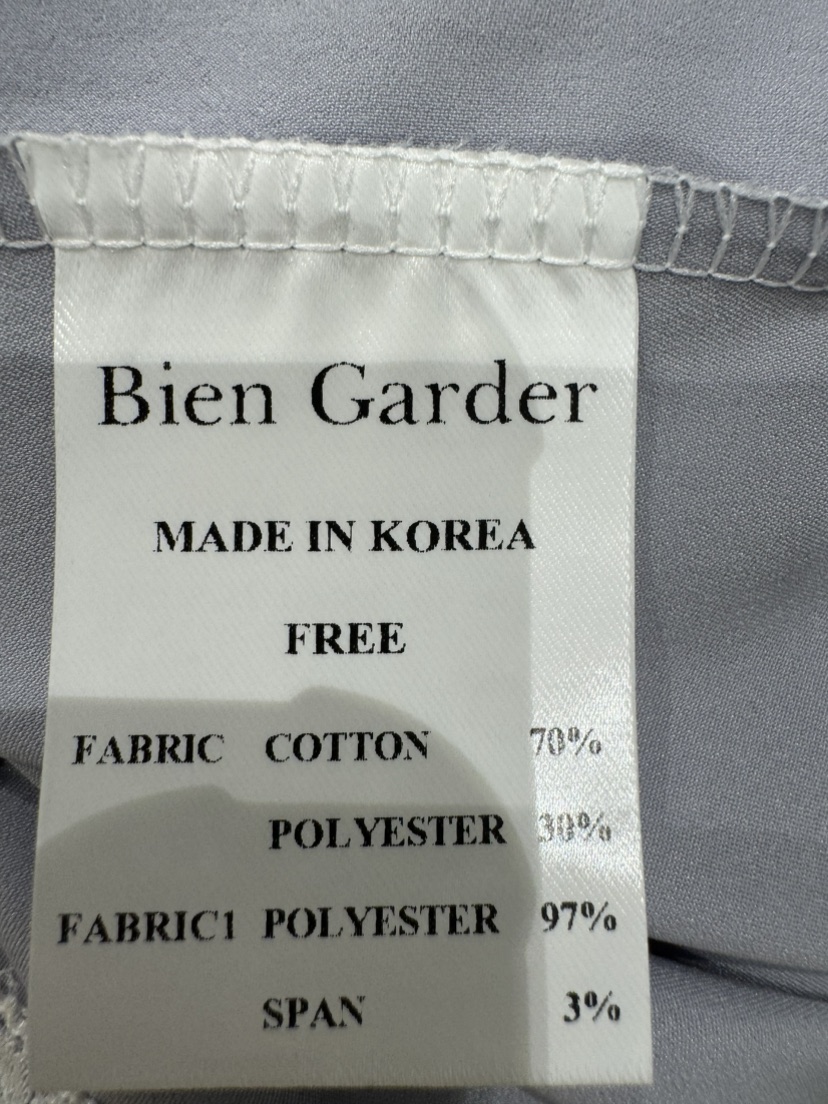 Bien Garder
MADE IN KOREA
FREE
FABRIC COTTON 70%
POLYESTER 30%
FABRIC1 POLYESTER 97%
SPAN 3%